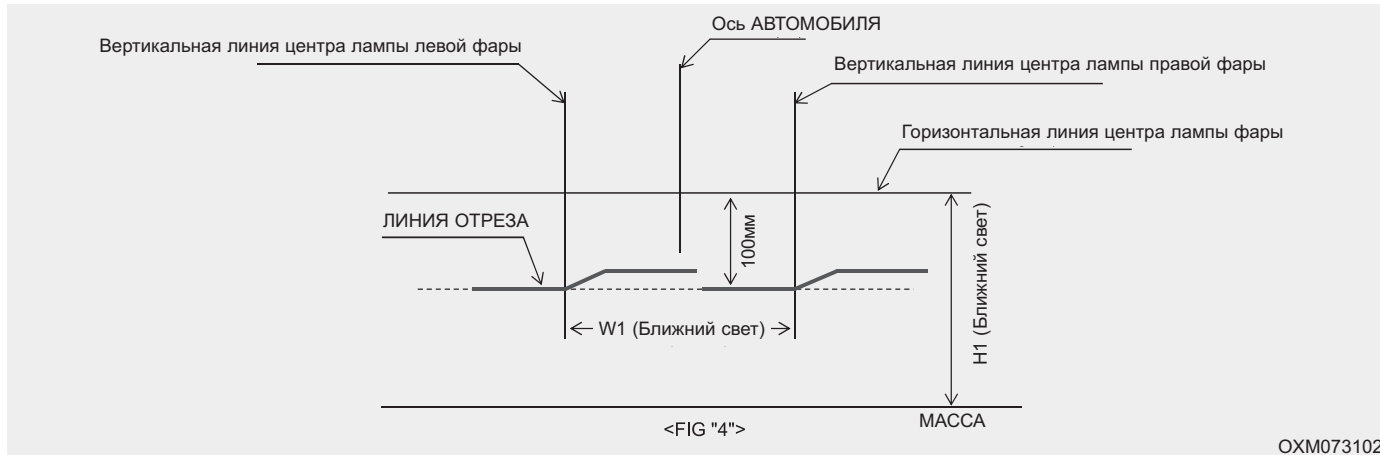 Ось АВТОМОБИЛЯ
Вертикальная линия центра лампы левой фары
Вертикальная линия центра лампы правой фары
Горизонтальная линия центра лампы фары
ЛИНИЯ ОТРЕЗА
100мм
W1 (Ближний свет)
H1 (Ближний свет)
МАССА
<FIG "4">
OXM073102